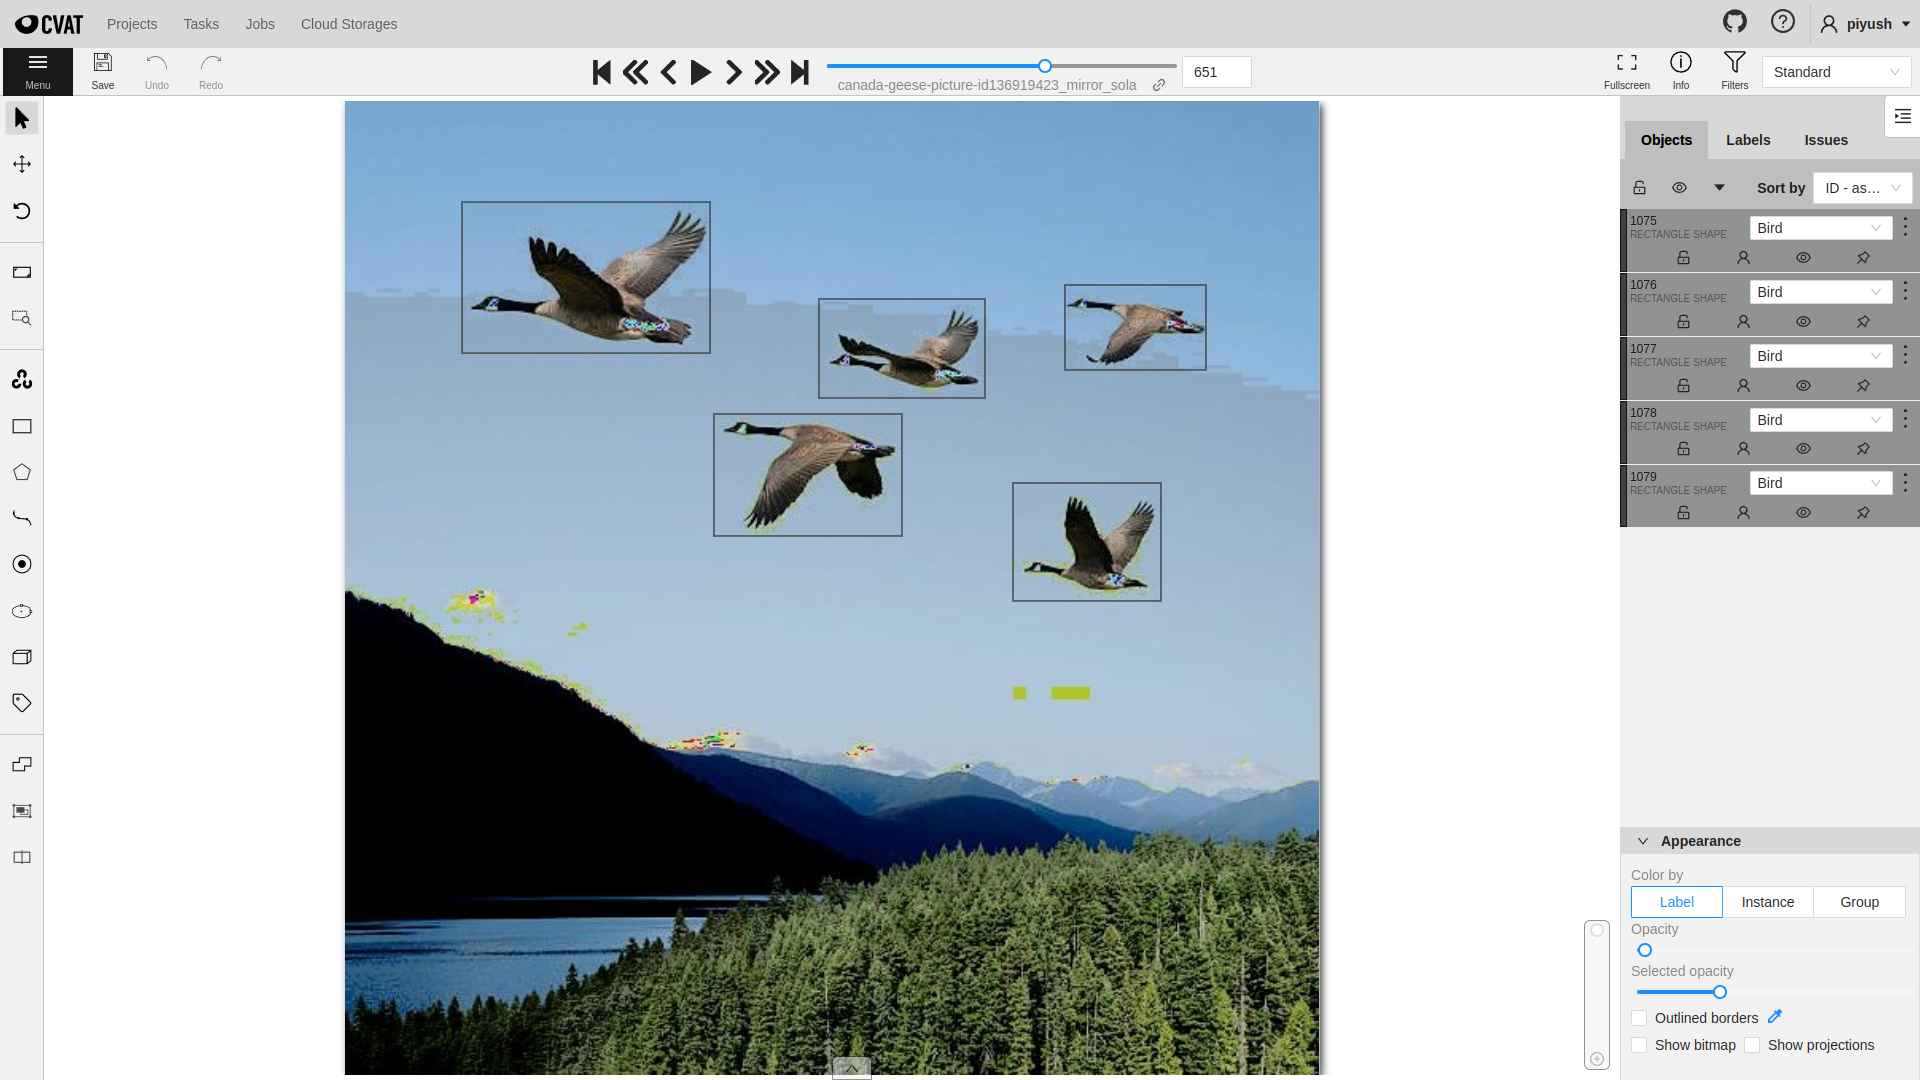 CVAT
Projects
Tasks
Jobs
Cloud Storages
piyush
Menu
Save
Undo
Redo
canada-geese-picture-id136919423_mirror_sola
651
Fullscreen
Info
Filters
Standard
Objects
Labels
Issues
Sort by
ID - as...
1075
RECTANGLE SHAPE
Bird
1076
RECTANGLE SHAPE
Bird
1077
RECTANGLE SHAPE
Bird
1078
RECTANGLE SHAPE
Bird
1079
RECTANGLE SHAPE
Bird
Appearance
Color by
Label
Instance
Group
Opacity
Selected opacity
Outlined borders
Show bitmap
Show projections